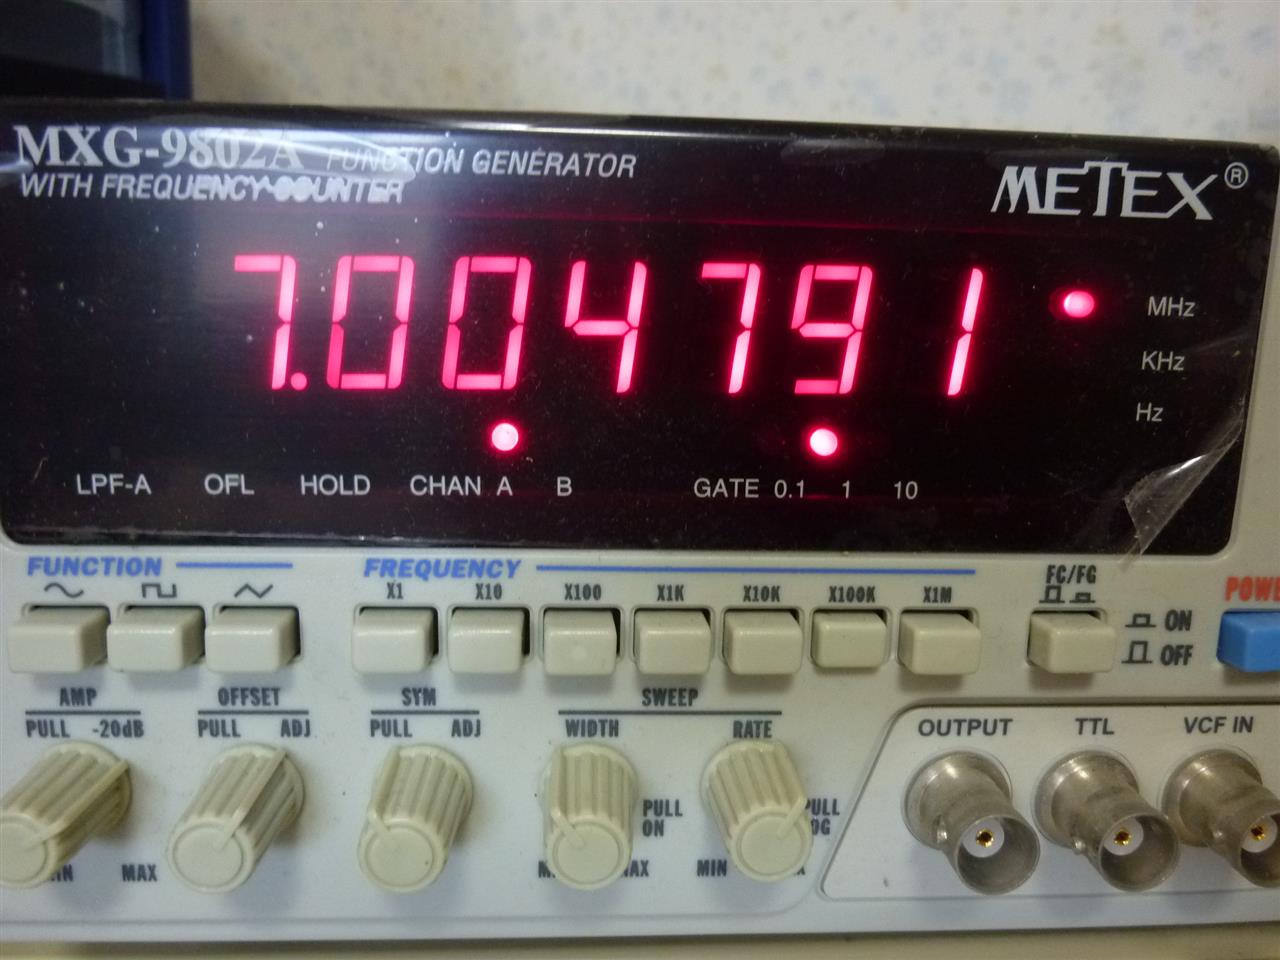 MXG-9802A FUNCTION GENERATOR
WITH FREQUENCY COUNTER
METEX®
7.004791
MHz
KHz
Hz
LPF-A OFL HOLD CHAN A B GATE 0.1 1 10
FUNCTION FREQUENCY
X1 X10 X100 X1K X10K X100K X1M
FC/FG
ON
OFF
AMP OFFSET SYM SWEEP
PULL -20dB PULL ADJ PULL ADJ WIDTH RATE
OUTPUT TTL VCF IN
PULL
ON
MAX MIN